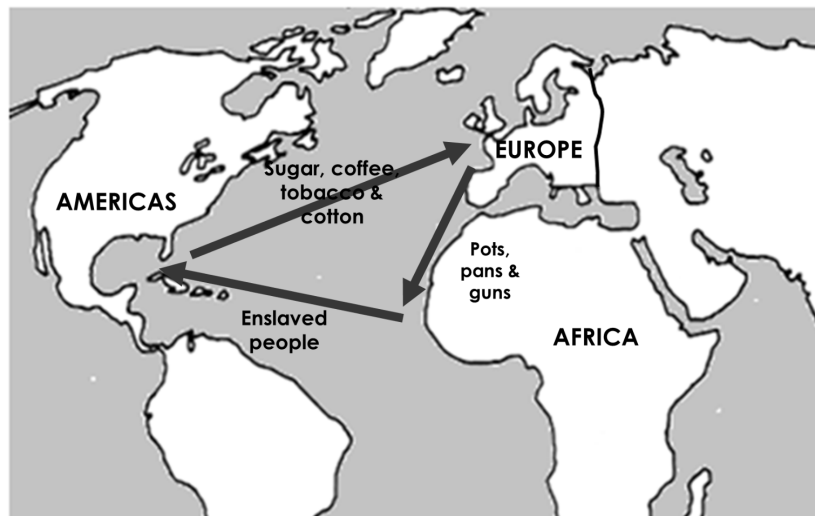 EUROPE
Sugar, coffee,
tobacco &
cotton
AMERICAS
Pots,
pans &
guns
Enslaved
people
AFRICA